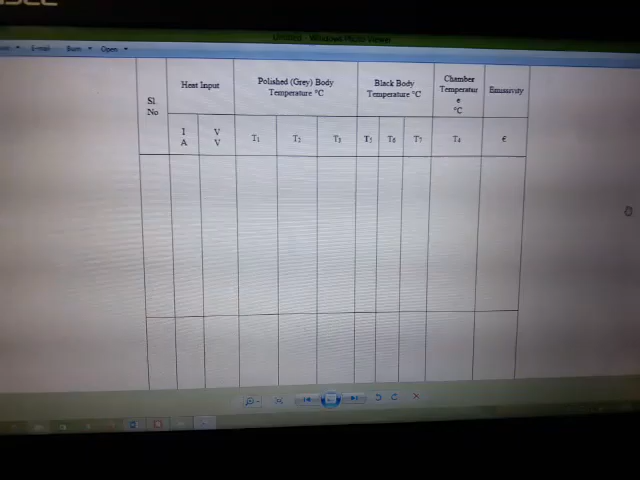 Untitled - Windows Photo Viewer
E-mail Burn Open
Sl
No
Heat Input
Polished (Grey) Body
Temperature °C
Black Body
Temperature °C
Chamber
Temperatur
e
°C
Emissivity
I
A
V
V
T1
T2
T3
T5
T6
T7
T4
€